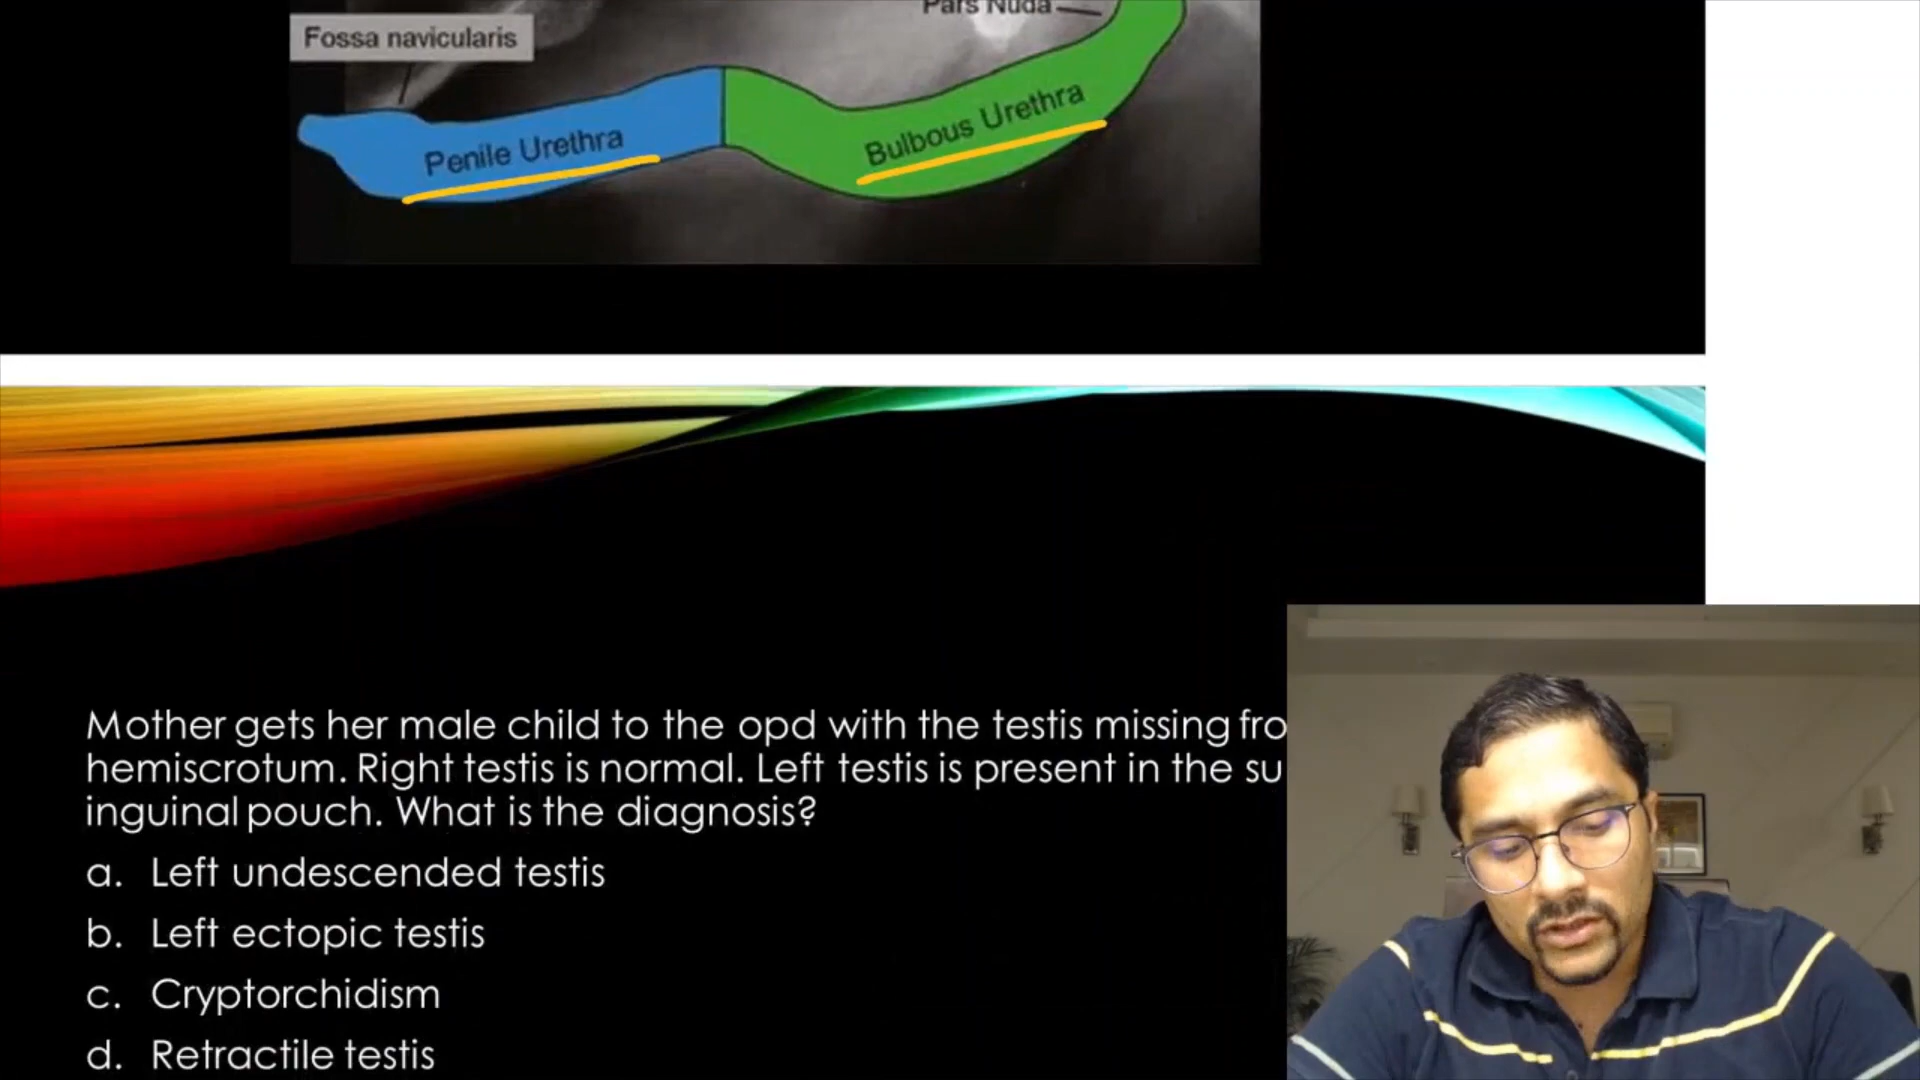 Pars Nuda
Fossa navicularis
Penile Urethra
Bulbous Urethra
Mother gets her male child to the opd with the testis missing
hemiscrotum. Right testis is normal. Left testis is present in the
inguinal pouch. What is the diagnosis?
a. Left undescended testis
b. Left ectopic testis
c. Cryptorchidism
d. Retractile testis